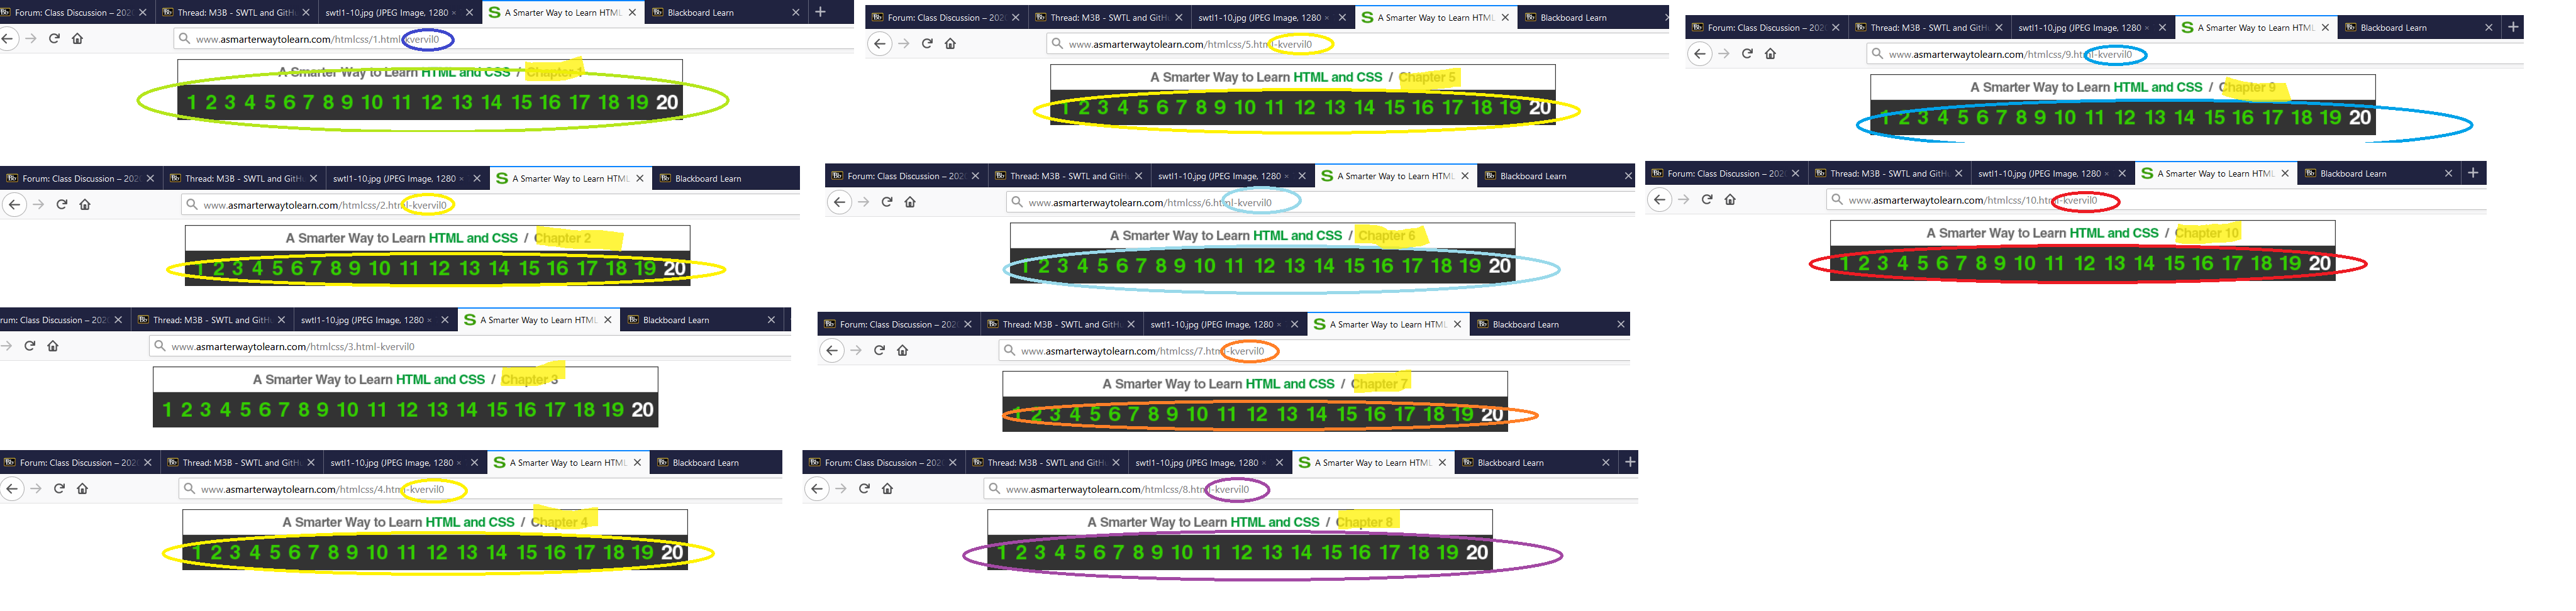 Forum: Class Discussion – 202 Thread: M3B - SWTL and GitH swtl1-10.jpg (JPEG Image, 1280 × S A Smarter Way to Learn HTML Blackboard Learn
www.asmarterwaytolearn.com/htmlcss/1.html-kvervil0
A Smarter Way to Learn HTML and CSS / Chapter 1
1 2 3 4 5 6 7 8 9 10 11 12 13 14 15 16 17 18 19 20
Forum: Class Discussion – 202 Thread: M3B - SWTL and GitH swtl1-10.jpg (JPEG Image, 1280 × S A Smarter Way to Learn HTML Blackboard Learn
www.asmarterwaytolearn.com/htmlcss/2.html-kvervil0
A Smarter Way to Learn HTML and CSS / Chapter 2
1 2 3 4 5 6 7 8 9 10 11 12 13 14 15 16 17 18 19 20
rum: Class Discussion – 202 Thread: M3B - SWTL and GitH swtl1-10.jpg (JPEG Image, 1280 × S A Smarter Way to Learn HTML Blackboard Learn
www.asmarterwaytolearn.com/htmlcss/3.html-kvervil0
A Smarter Way to Learn HTML and CSS / Chapter 3
1 2 3 4 5 6 7 8 9 10 11 12 13 14 15 16 17 18 19 20
Forum: Class Discussion – 202 Thread: M3B - SWTL and GitH swtl1-10.jpg (JPEG Image, 1280 × S A Smarter Way to Learn HTML Blackboard Learn
www.asmarterwaytolearn.com/htmlcss/4.html-kvervil0
A Smarter Way to Learn HTML and CSS / Chapter 4
1 2 3 4 5 6 7 8 9 10 11 12 13 14 15 16 17 18 19 20
Forum: Class Discussion – 202 Thread: M3B - SWTL and GitH swtl1-10.jpg (JPEG Image, 1280 × S A Smarter Way to Learn HTML Blackboard Learn
www.asmarterwaytolearn.com/htmlcss/5.html-kvervil0
A Smarter Way to Learn HTML and CSS / Chapter 5
1 2 3 4 5 6 7 8 9 10 11 12 13 14 15 16 17 18 19 20
Forum: Class Discussion – 202 Thread: M3B - SWTL and GitH swtl1-10.jpg (JPEG Image, 1280 × S A Smarter Way to Learn HTML Blackboard Learn
www.asmarterwaytolearn.com/htmlcss/6.html-kvervil0
A Smarter Way to Learn HTML and CSS / Chapter 6
1 2 3 4 5 6 7 8 9 10 11 12 13 14 15 16 17 18 19 20
Forum: Class Discussion – 202 Thread: M3B - SWTL and GitH swtl1-10.jpg (JPEG Image, 1280 × S A Smarter Way to Learn HTML Blackboard Learn
www.asmarterwaytolearn.com/htmlcss/7.html-kvervil0
A Smarter Way to Learn HTML and CSS / Chapter 7
1 2 3 4 5 6 7 8 9 10 11 12 13 14 15 16 17 18 19 20
Forum: Class Discussion – 202 Thread: M3B - SWTL and GitH swtl1-10.jpg (JPEG Image, 1280 × S A Smarter Way to Learn HTML Blackboard Learn
www.asmarterwaytolearn.com/htmlcss/8.html-kvervil0
A Smarter Way to Learn HTML and CSS / Chapter 8
1 2 3 4 5 6 7 8 9 10 11 12 13 14 15 16 17 18 19 20
Forum: Class Discussion – 202 Thread: M3B - SWTL and GitH swtl1-10.jpg (JPEG Image, 1280 × S A Smarter Way to Learn HTML Blackboard Learn
www.asmarterwaytolearn.com/htmlcss/9.html-kvervil0
A Smarter Way to Learn HTML and CSS / Chapter 9
1 2 3 4 5 6 7 8 9 10 11 12 13 14 15 16 17 18 19 20
Forum: Class Discussion – 202 Thread: M3B - SWTL and GitH swtl1-10.jpg (JPEG Image, 1280 × S A Smarter Way to Learn HTML Blackboard Learn
www.asmarterwaytolearn.com/htmlcss/10.html-kvervil0
A Smarter Way to Learn HTML and CSS / Chapter 10
1 2 3 4 5 6 7 8 9 10 11 12 13 14 15 16 17 18 19 20